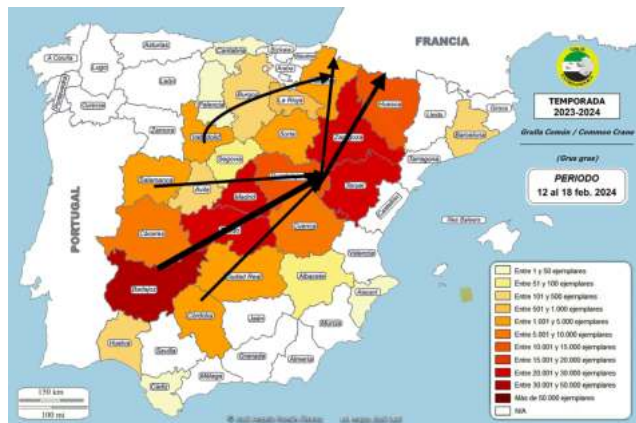 FRANCIA
PORTUGAL
TEMPORADA
2023-2024
Grulla Común / Common Crane
(Grus grus)
PERIODO
12 al 18 feb. 2024
A Coruña
Lugo
Asturias
Cantabria
León
Palencia
Burgos
La Rioja
Huesca
Lleida
Girona
Barcelona
Zamora
Valladolid
Soria
Zaragoza
Tarragona
Segovia
Salamanca
Ávila
Madrid
Teruel
Castellón
Cáceres
Cuenca
Valencia
Illes Balears
Badajoz
Ciudad Real
Albacete
Alacant
Córdoba
Jaén
Murcia
Huelva
Sevilla
Granada
Almería
Málaga
Cádiz
Entre 1 y 50 ejemplares
Entre 51 y 100 ejemplares
Entre 101 y 500 ejemplares
Entre 501 y 1.000 ejemplares
Entre 1.001 y 5.000 ejemplares
Entre 5.001 y 10.000 ejemplares
Entre 10.001 y 15.000 ejemplares
Entre 15.001 y 20.000 ejemplares
Entre 20.001 y 30.000 ejemplares
Entre 30.001 y 50.000 ejemplares
Más de 50.000 ejemplares
N/A
150 km
100 mi